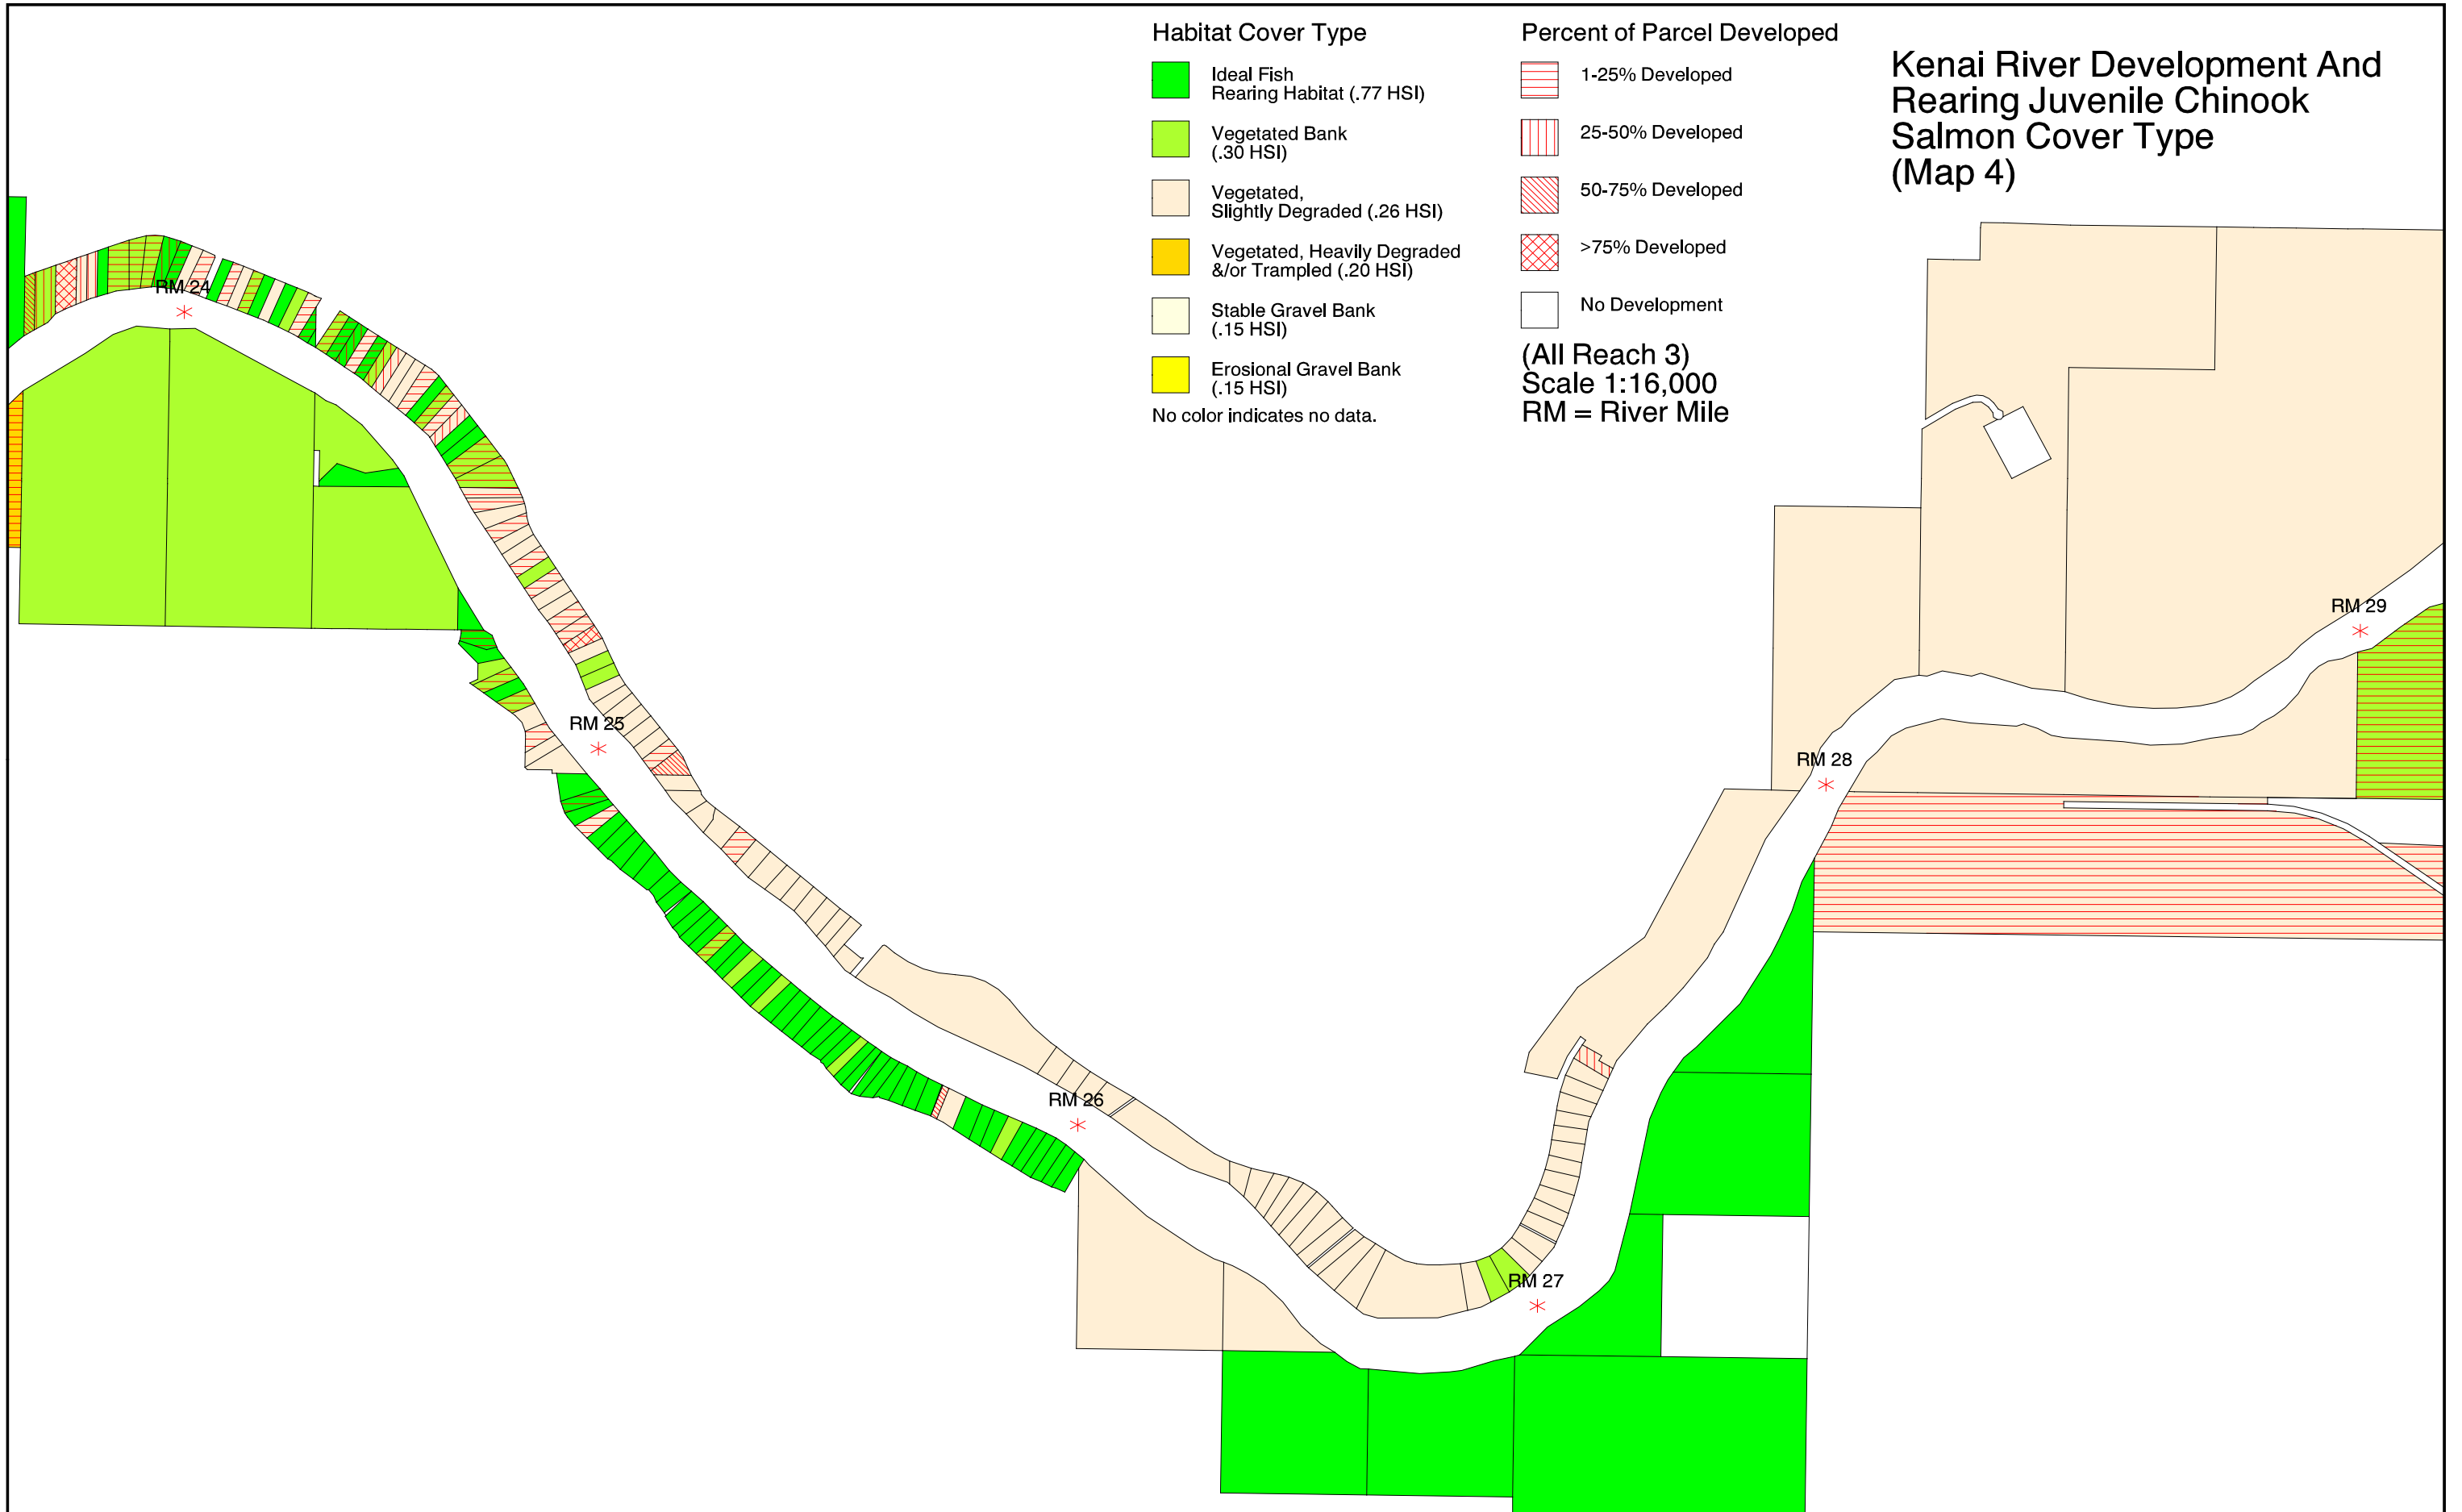 Habitat Cover Type
Ideal Fish
Rearing Habitat (.77 HSI)
Vegetated Bank
(.30 HSI)
Vegetated,
Slightly Degraded (.26 HSI)
Vegetated, Heavily Degraded
&/or Trampled (.20 HSI)
Stable Gravel Bank
(.15 HSI)
Erosional Gravel Bank
(.15 HSI)
No color indicates no data.
Percent of Parcel Developed
1-25% Developed
25-50% Developed
50-75% Developed
>75% Developed
No Development
(All Reach 3)
Scale 1:16,000
RM = River Mile
Kenai River Development And
Rearing Juvenile Chinook
Salmon Cover Type
(Map 4)
RM 24
RM 25
RM 26
RM 27
RM 28
RM 29